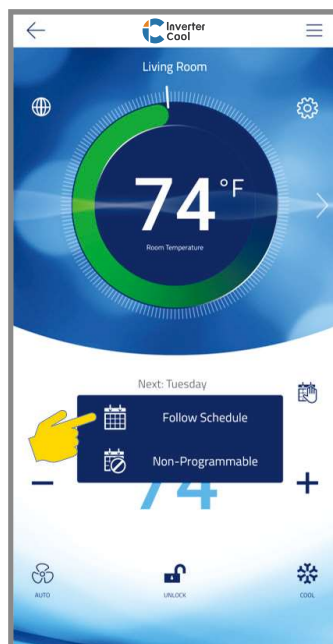 Inverter
Cool
Living Room
74°F
Room Temperature
Next: Tuesday
Follow Schedule
Non-Programmable
74
AUTO
UNLOCK
COOL